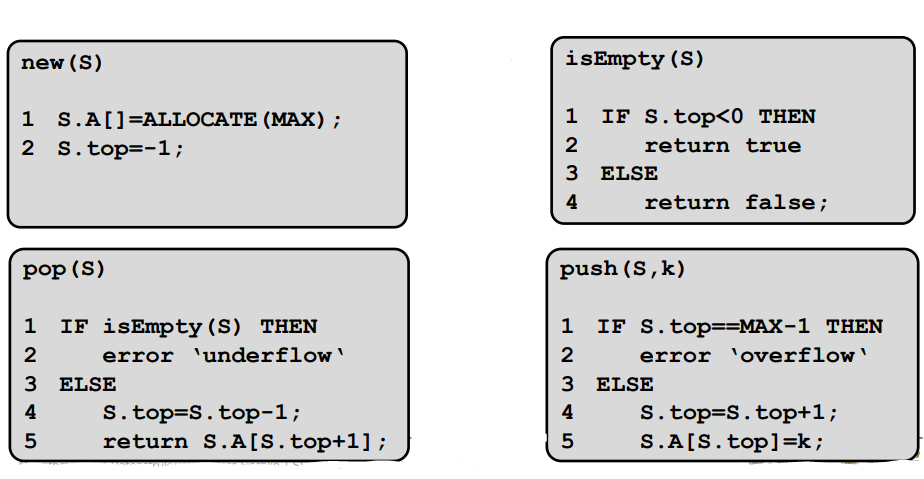 new(S)
1 S.A[]=ALLOCATE(MAX);
2 S.top=-1;
isEmpty(S)
1 IF S.top<0 THEN
2 return true
3 ELSE
4 return false;
pop(S)
1 IF isEmpty(S) THEN
2 error ‛underflow‛
3 ELSE
4 S.top=S.top-1;
5 return S.A[S.top+1];
push(S,k)
1 IF S.top==MAX-1 THEN
2 error ‛overflow‛
3 ELSE
4 S.top=S.top+1;
5 S.A[S.top]=k;